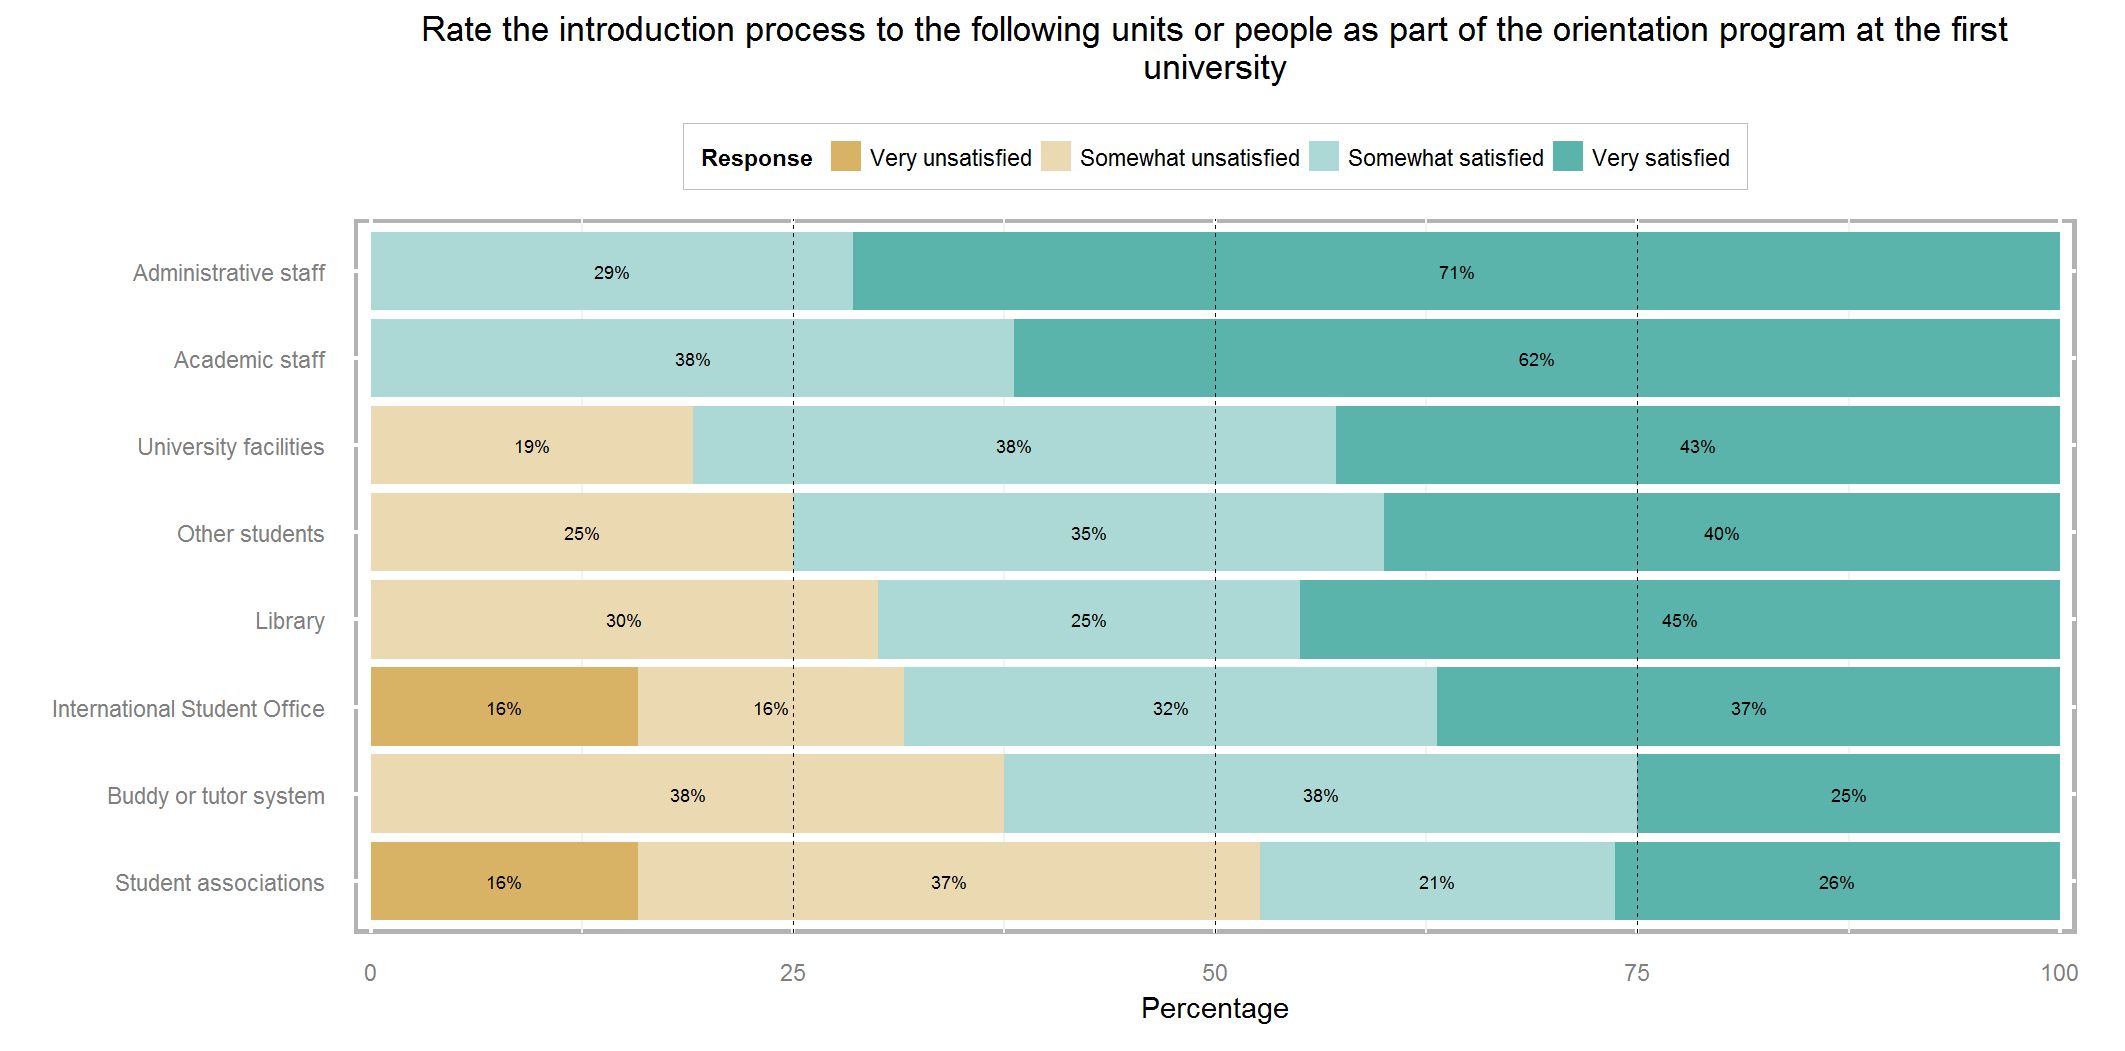 Rate the introduction process to the following units or people as part of the orientation program at the first
university
Response Very unsatisfied Somewhat unsatisfied Somewhat satisfied Very satisfied
Administrative staff 29% 71%
Academic staff 38% 62%
University facilities 19% 38% 43%
Other students 25% 35% 40%
Library 30% 25% 45%
International Student Office 16% 16% 32% 37%
Buddy or tutor system 38% 38% 25%
Student associations 16% 37% 21% 26%
0 25 50 75 100
Percentage